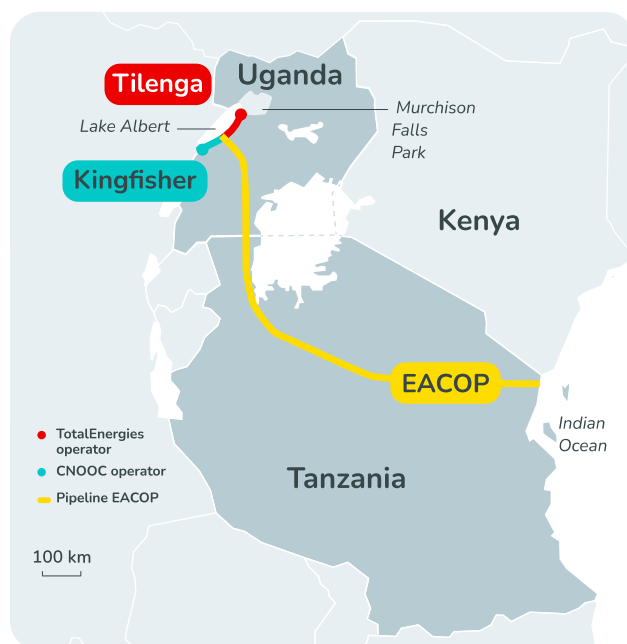 Uganda
Tilenga
Murchison
Falls
Park
Lake Albert
Kingfisher
Kenya
EACOP
Indian
Ocean
TotalEnergies
operator
CNOOC operator
Pipeline EACOP
Tanzania
100 km